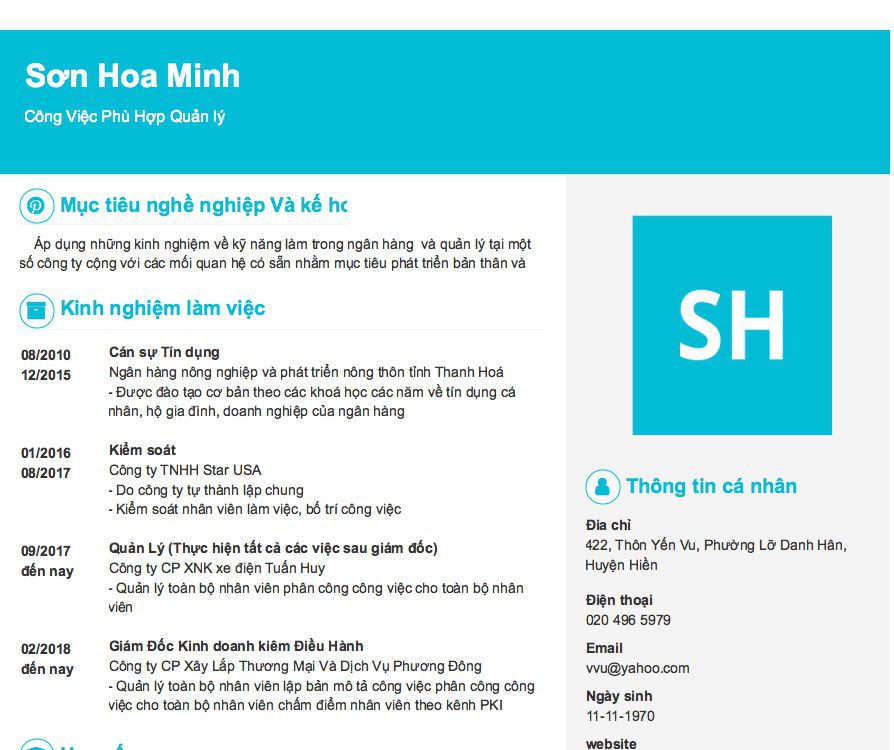 Sơn Hoa Minh
Công Việc Phù Hợp Quản lý
Mục tiêu nghề nghiệp Và kế
Áp dụng những kinh nghiệm về kỹ năng làm trong ngân hàng và quản lý tại một
số công ty cộng với các mối quan hệ có sẵn nhằm mục tiêu phát triển bản thân và
Kinh nghiệm làm việc
08/2010
12/2015
Cán sự Tín dụng
Ngân hàng nông nghiệp và phát triển nông thôn tỉnh Thanh Hoá
- Được đào tạo cơ bản theo các khoá học các năm về tín dụng cá
nhân, hộ gia đình, doanh nghiệp của ngân hàng
01/2016
08/2017
Kiểm soát
Công ty TNHH Star USA
- Do công ty tự thành lập chung
- Kiểm soát nhân viên làm việc, bố trí công việc
09/2017
đến nay
Quản Lý (Thực hiện tất cả các việc sau giám đốc)
Công ty CP XNK xe điện Tuấn Huy
- Quản lý toàn bộ nhân viên phân công công việc cho toàn bộ nhân
viên
02/2018
đến nay
Giám Đốc Kinh doanh kiêm Điều Hành
Công ty CP Xây Lắp Thương Mại Và Dịch Vụ Phương Đông
- Quản lý toàn bộ nhân viên lập bản mô tả công việc phân công công
việc cho toàn bộ nhân viên chấm điểm nhân viên theo kênh PKI
SH
Thông tin cá nhân
Đia chỉ
422, Thôn Yến Vu, Phường Lỡ Danh Hân,
Huyện Hiền
Điện thoại
020 496 5979
Email
vvu@yahoo.com
Ngày sinh
11-11-1970
website